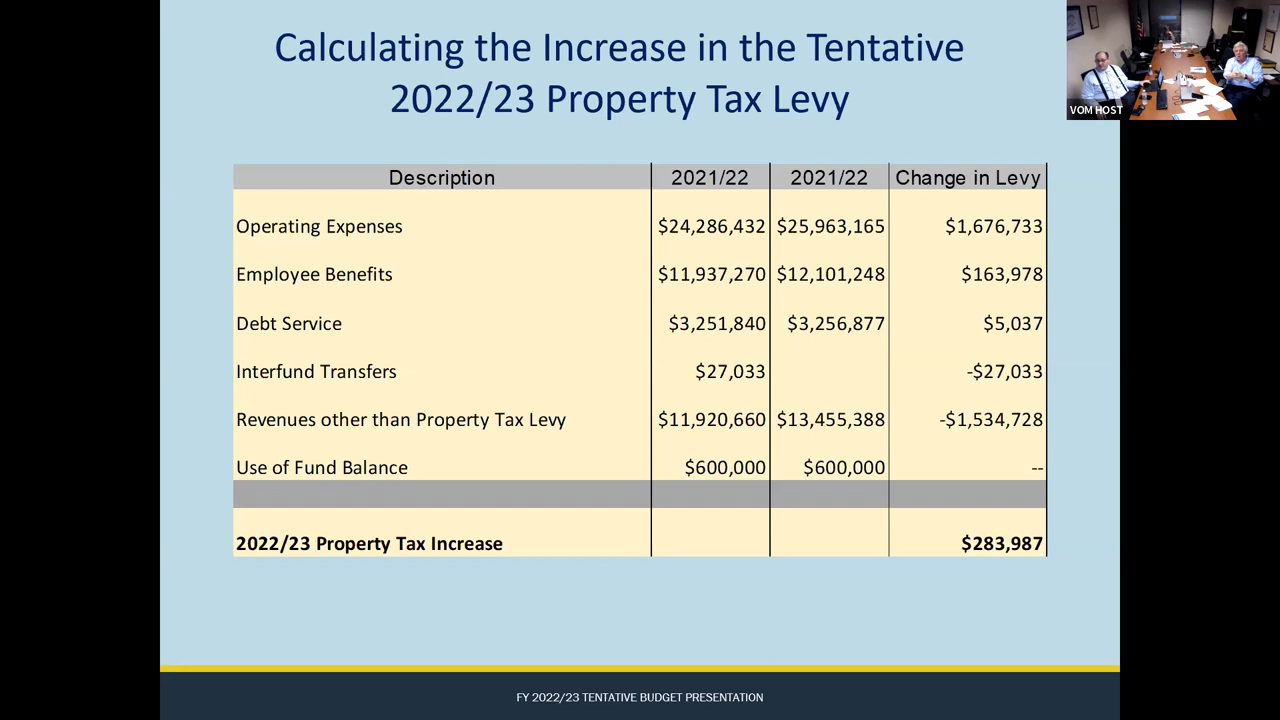 Calculating the Increase in the Tentative
2022/23 Property Tax Levy
VOM HOST
Description 2021/22 2021/22 Change in Levy
Operating Expenses $24,286,432 $25,963,165 $1,676,733
Employee Benefits $11,937,270 $12,101,248 $163,978
Debt Service $3,251,840 $3,256,877 $5,037
Interfund Transfers $27,033 -$27,033
Revenues other than Property Tax Levy $11,920,660 $13,455,388 -$1,534,728
Use of Fund Balance $600,000 $600,000 --
2022/23 Property Tax Increase $283,987
FY 2022/23 TENTATIVE BUDGET PRESENTATION